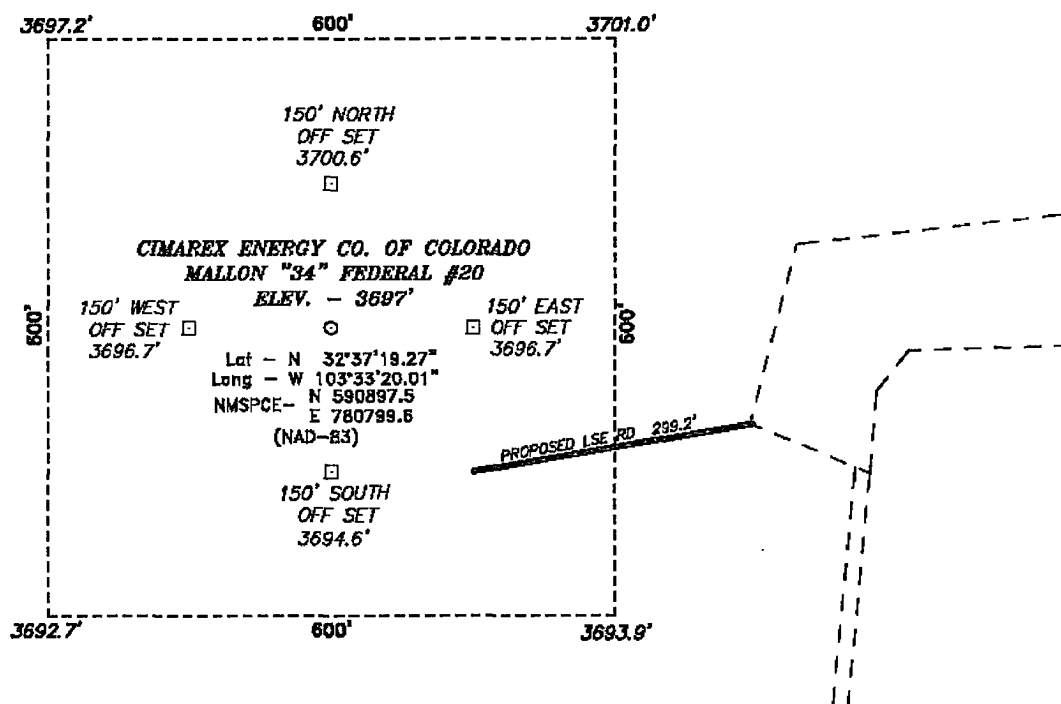 3697.2'
600'
3701.0'
150' NORTH
OFF SET
3700.6'
CIMAREX ENERGY CO. OF COLORADO
MALLON "34" FEDERAL #20
ELEV. - 3697'
600'
150' WEST
OFF SET
3696.7'
150' EAST
OFF SET
3696.7'
600'
Lat - N 32°37'19.27"
Long - W 103°33'20.01"
NMSPCE- N 590897.5
E 780799.6
(NAD-83)
PROPOSED LSE RD 299.2'
150' SOUTH
OFF SET
3694.6'
3692.7'
600'
3693.9'